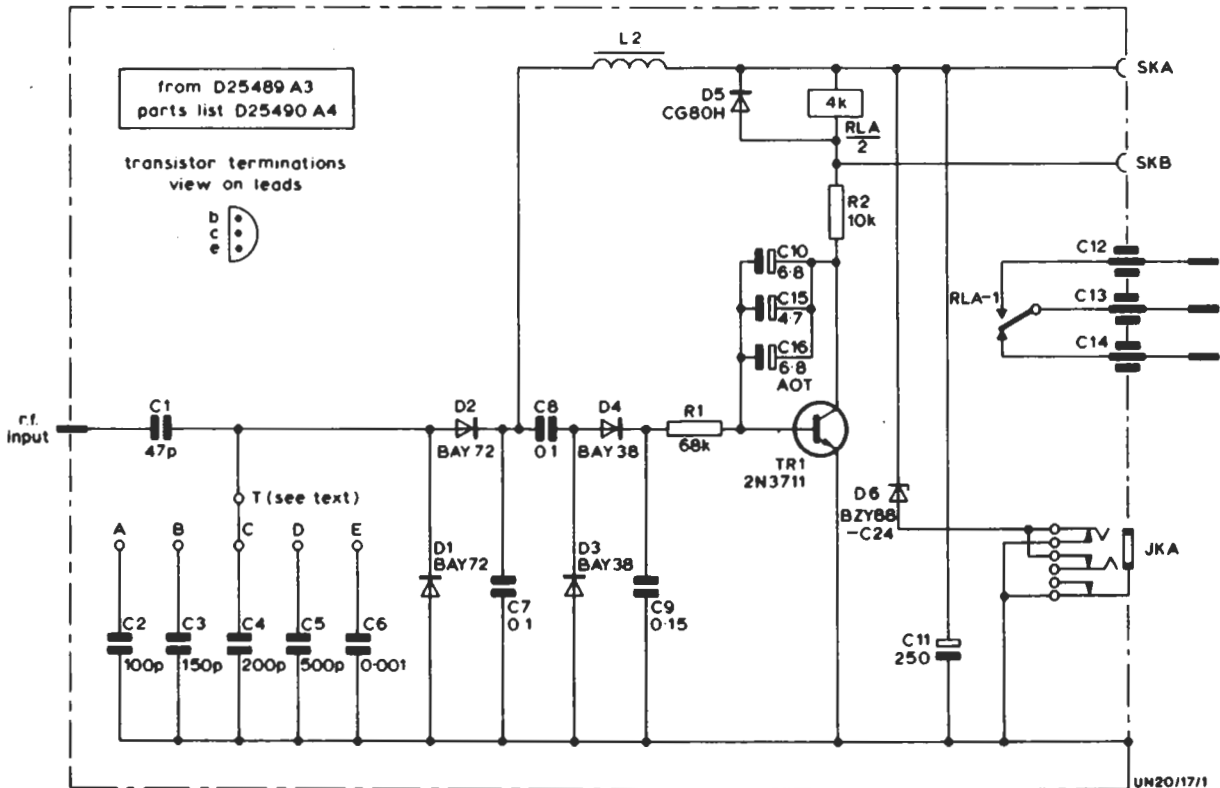 from D25489 A3
parts list D25490 A4
transistor terminations
view on leads
b
c
e
L2
D5
CG80H
4k
RLA
2
SKA
SKB
R2
10k
C10
6·8
C15
4·7
C16
6·8
AOT
RLA-1
C12
C13
C14
r.f.
input
C1
47p
D2
BAY72
C8
0·1
D4
BAY38
R1
68k
TR1
2N3711
T (see text)
A
B
C
D
E
D1
BAY72
D3
BAY38
D6
BZY88
-C24
JKA
C2
100p
C3
150p
C4
200p
C5
500p
C6
0·001
C7
0·1
C9
0·15
C11
250
UN20/17/1